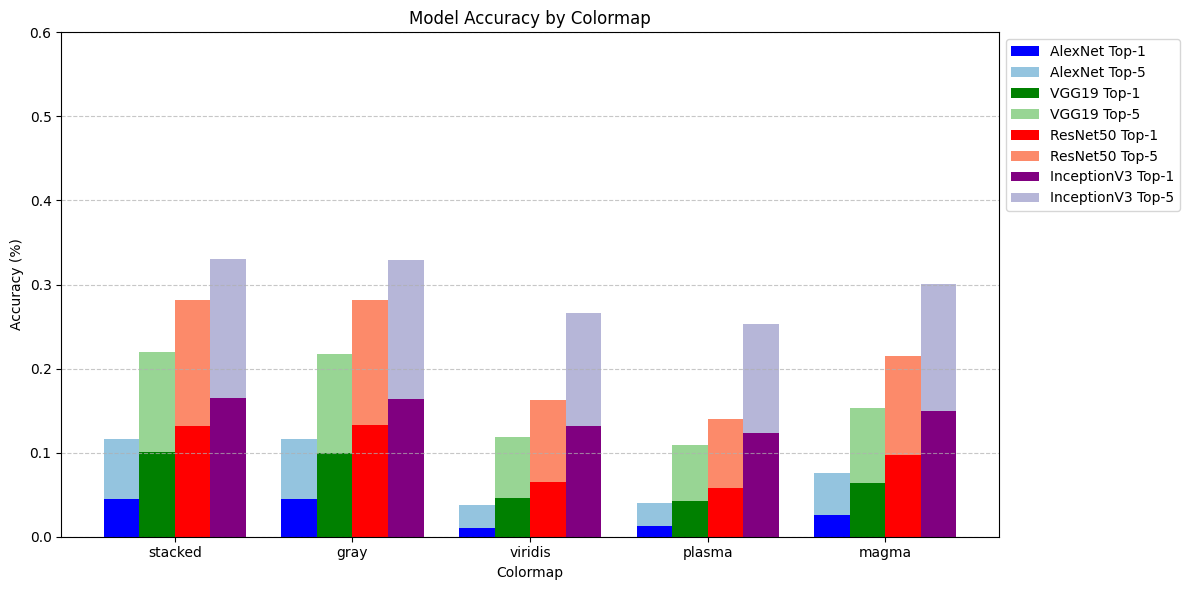 Model Accuracy by Colormap
0.6
0.5
0.4
0.3
0.2
0.1
0.0
Accuracy (%)
stacked
gray
viridis
plasma
magma
Colormap
AlexNet Top-1
AlexNet Top-5
VGG19 Top-1
VGG19 Top-5
ResNet50 Top-1
ResNet50 Top-5
InceptionV3 Top-1
InceptionV3 Top-5